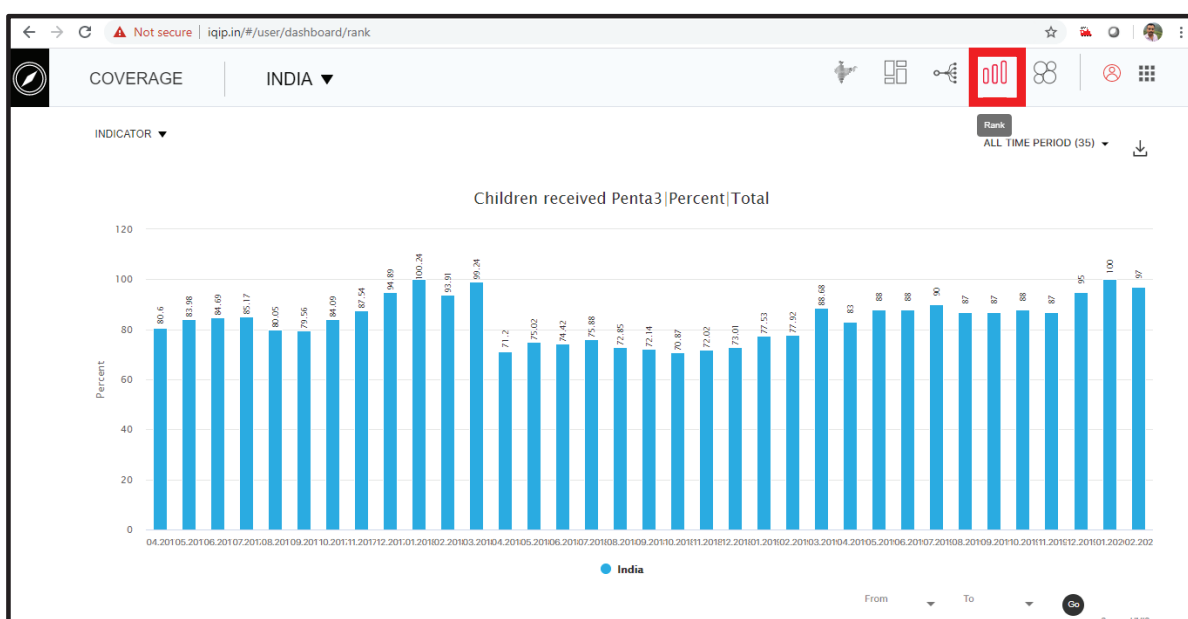 Not secure | iqip.in/#/user/dashboard/rank
COVERAGE INDIA ▼
Rank
INDICATOR ▼ ALL TIME PERIOD (35)
Children received Penta3|Percent|Total
120
100
80
60
40
20
0
Percent
80.6 83.98 84.69 85.17 80.05 79.56 84.09 87.54 94.89 100.24 93.91 99.24 71.2 75.02 74.42 75.88 72.85 72.14 70.87 72.02 73.01 77.53 77.92 88.68 83 88 88 90 87 87 88 87 95 100 97
India
From To Go